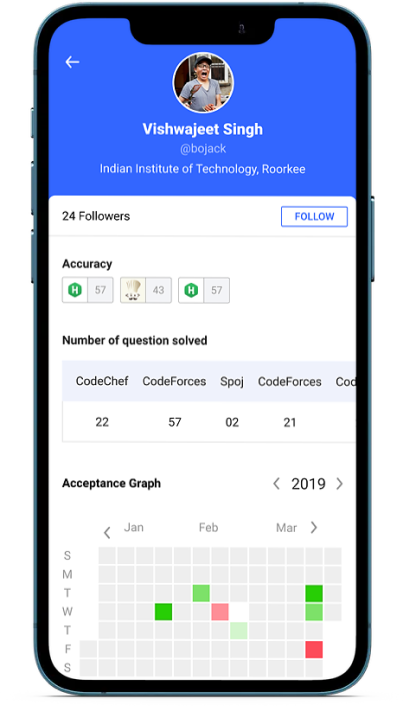 Vishwajeet Singh
@bojack
Indian Institute of Technology, Roorkee
24 Followers
FOLLOW
Accuracy
H 57 43 H 57
Number of question solved
CodeChef CodeForces Spoj CodeForces Cod
22 57 02 21
Acceptance Graph
2019
Jan Feb Mar
S
M
T
W
T
F
S